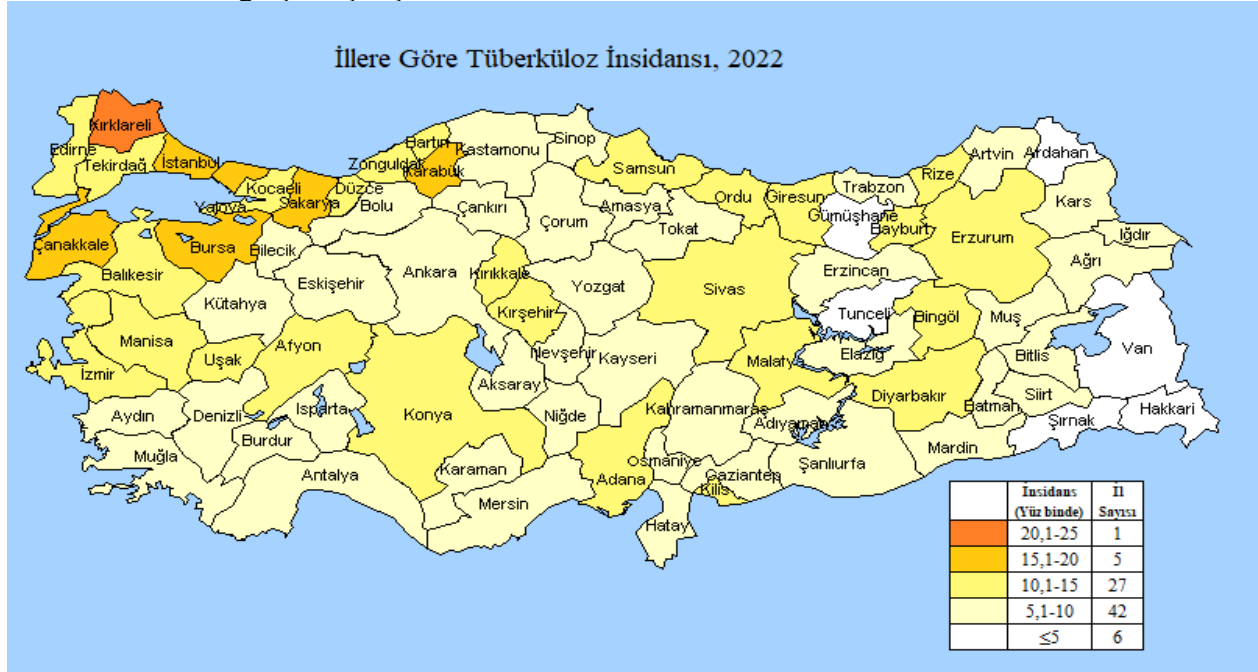 İllere Göre Tüberküloz İnsidansı, 2022
Kırklareli
Edirne
Tekirdağ
İstanbul
Kocaeli
Yalova
Sakarya
Düzce
Bolu
Zonguldak
Bartın
Karabük
Kastamonu
Sinop
Samsun
Çankırı
Çorum
Amasya
Tokat
Ordu
Giresun
Trabzon
Gümüşhane
Bayburt
Rize
Artvin
Ardahan
Kars
Iğdır
Ağrı
Erzurum
Erzincan
Çanakkale
Bursa
Bilecik
Balıkesir
Eskişehir
Kütahya
Ankara
Kırıkkale
Kırşehir
Yozgat
Sivas
Tunceli
Bingöl
Muş
Bitlis
Van
Manisa
Uşak
Afyon
İzmir
Nevşehir
Kayseri
Aksaray
Malatya
Elazığ
Diyarbakır
Batman
Siirt
Şırnak
Hakkari
Aydın
Denizli
Isparta
Burdur
Konya
Niğde
Kahramanmaraş
Adıyaman
Mardin
Şanlıurfa
Muğla
Antalya
Karaman
Mersin
Adana
Osmaniye
Gaziantep
Kilis
Hatay
İnsidans İl
(Yüz binde) Sayısı
20,1-25 1
15,1-20 5
10,1-15 27
5,1-10 42
≤5 6